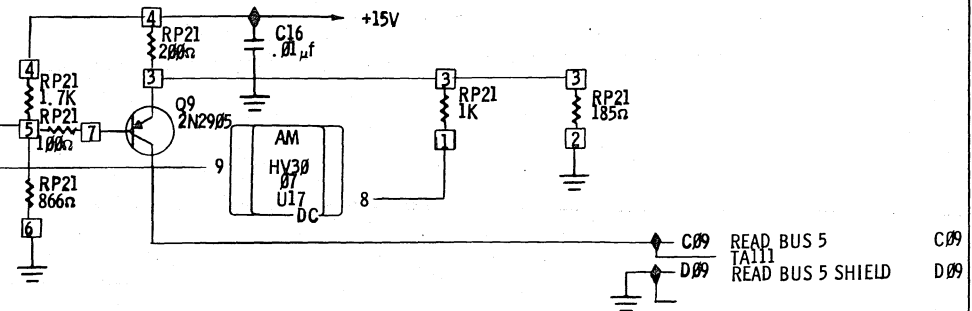 4
+15V
RP21
200Ω
C16
.01μf
4
RP21
1.7K
3
3
3
RP21
1K
RP21
185Ω
Q9
2N2905
RP21
5
100Ω
7
AM
HV30
07
U17
DC
9
8
1
2
RP21
866Ω
6
C09 READ BUS 5 C09
TA111
D09 READ BUS 5 SHIELD D09